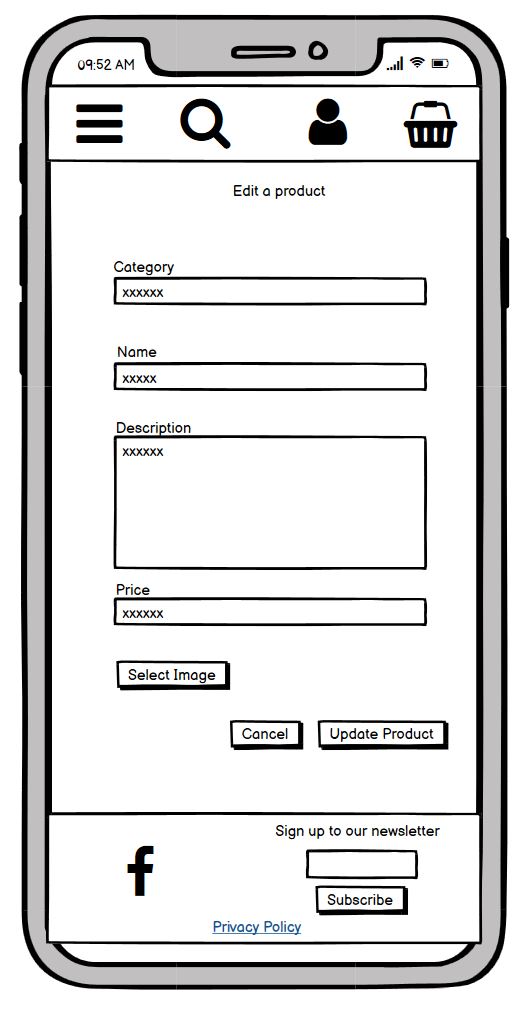 09:52 AM
Edit a product
Category
xxxxxx
Name
xxxxx
Description
xxxxxx
Price
xxxxxx
Select Image
Cancel Update Product
Sign up to our newsletter
Subscribe
Privacy Policy